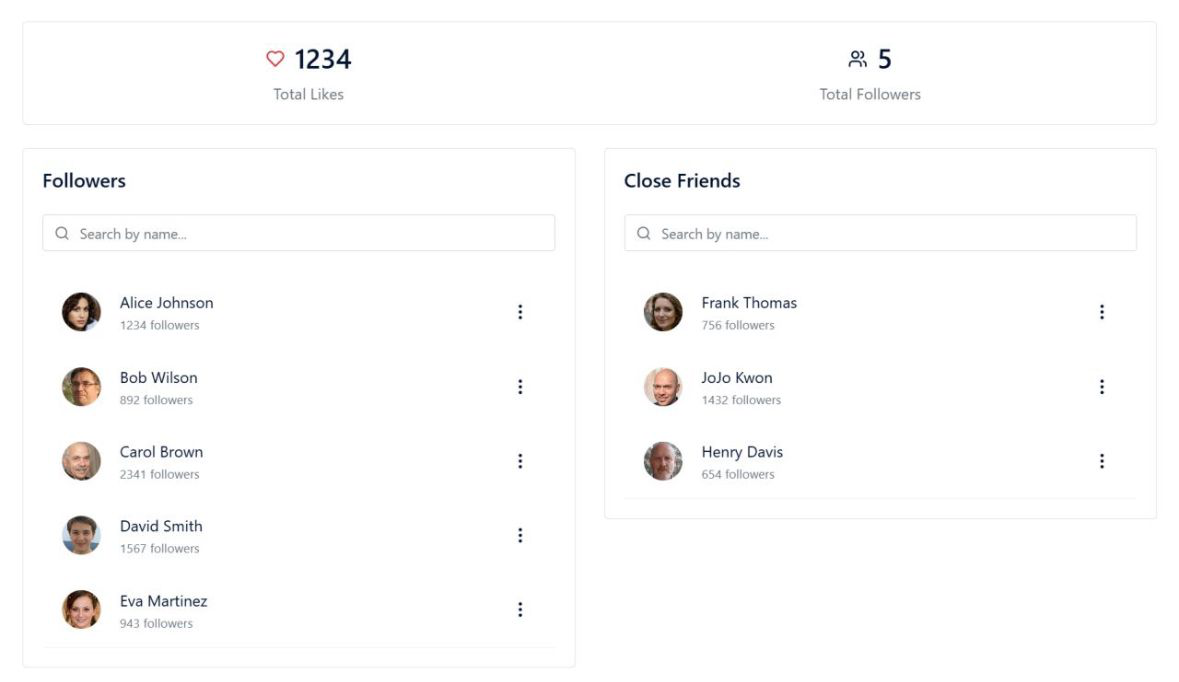 1234
Total Likes
5
Total Followers
Followers
Search by name...
Alice Johnson
1234 followers
Bob Wilson
892 followers
Carol Brown
2341 followers
David Smith
1567 followers
Eva Martinez
943 followers
Close Friends
Search by name...
Frank Thomas
756 followers
JoJo Kwon
1432 followers
Henry Davis
654 followers